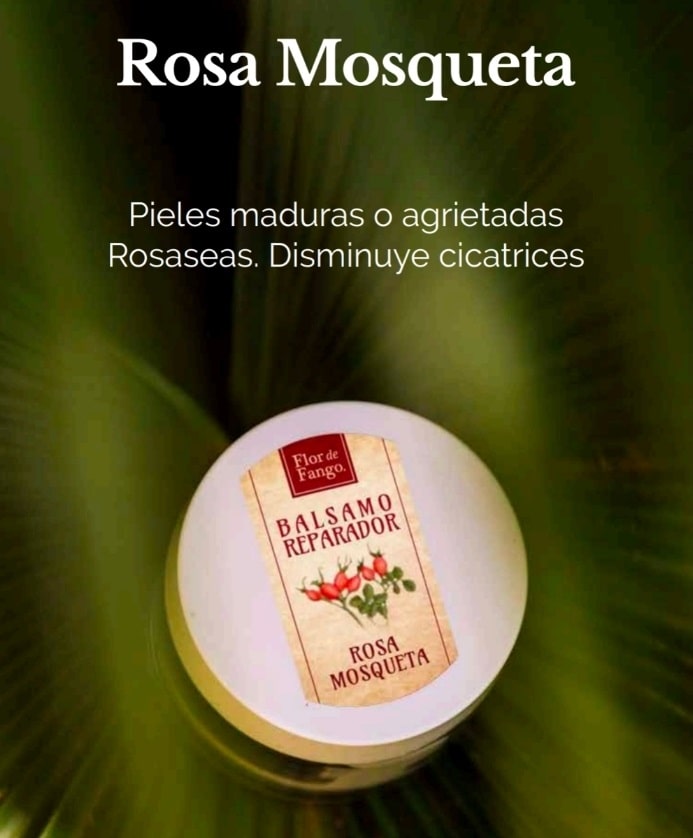 Rosa Mosqueta
Pieles maduras o agrietadas
Rosaseas. Disminuye cicatrices
Flor de
Fango.
BALSAMO
REPARADOR
ROSA
MOSQUETA